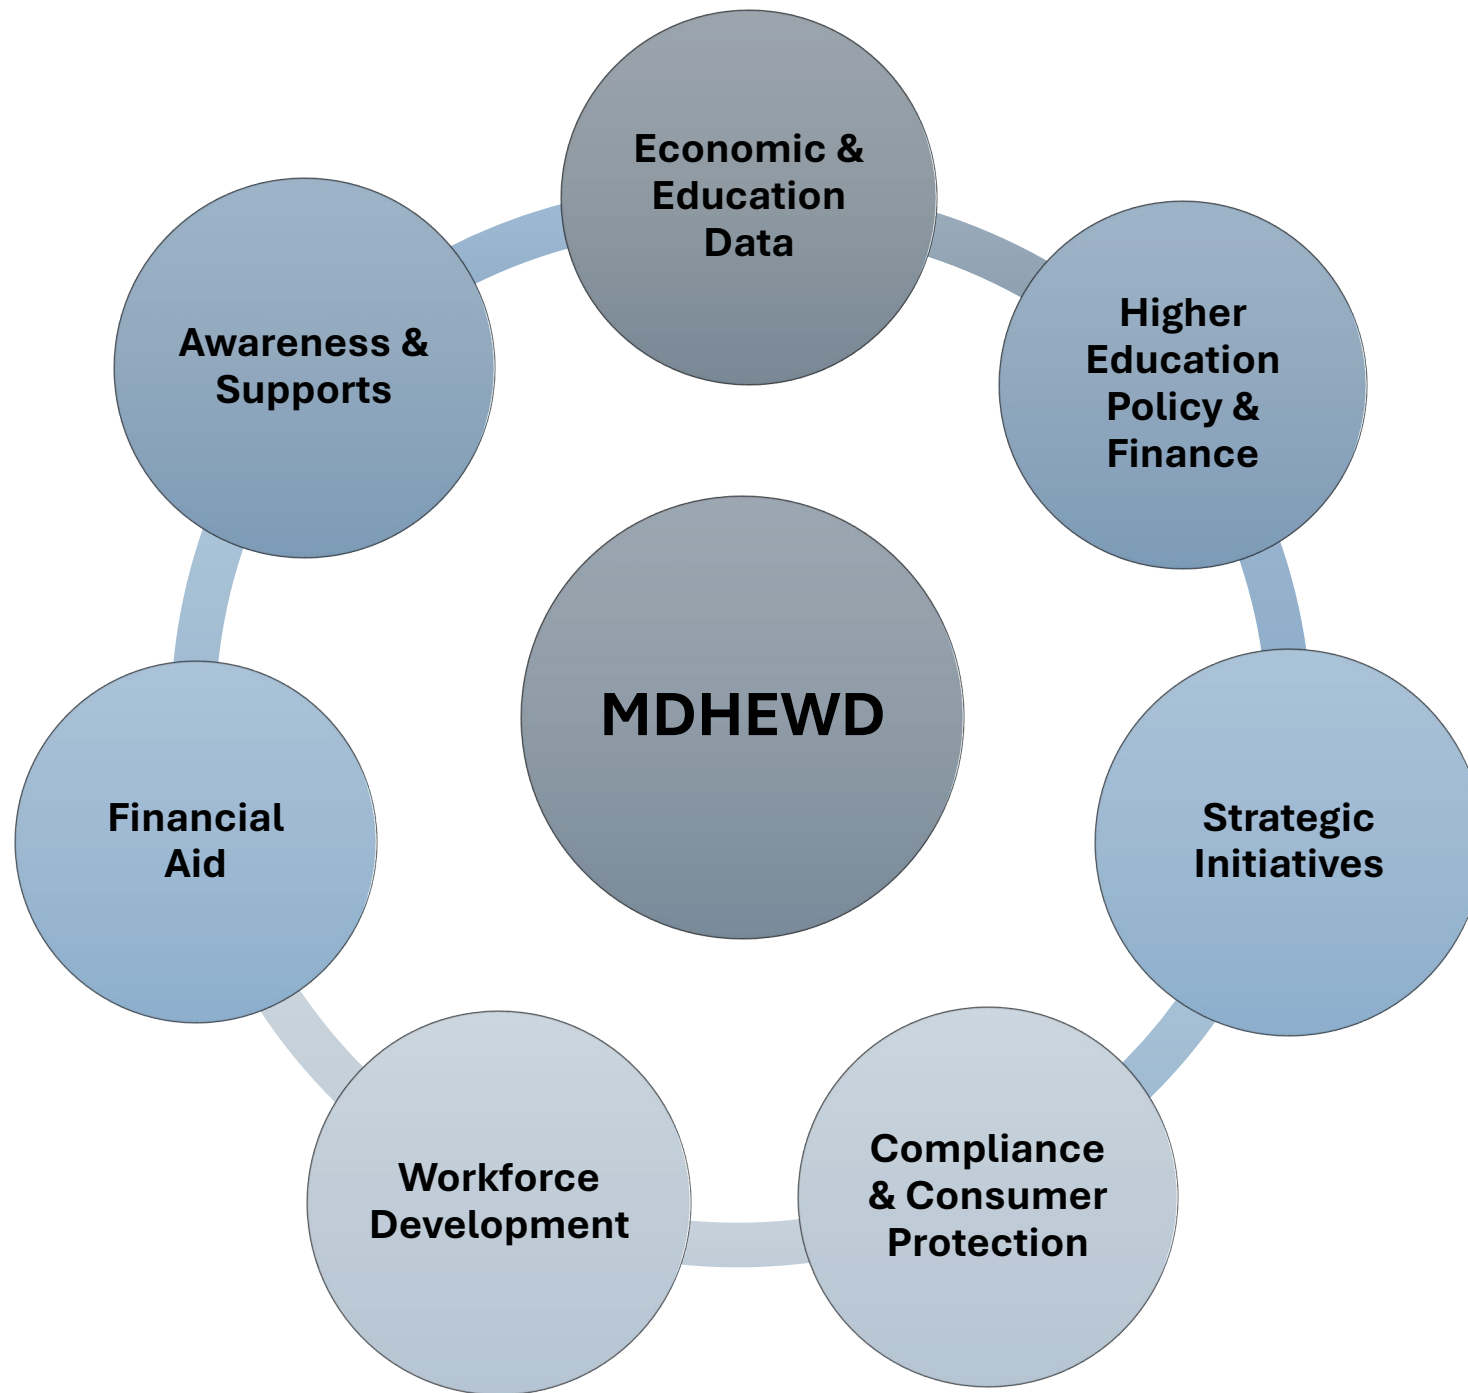 Economic &
Education
Data
Higher
Education
Policy &
Finance
Strategic
Initiatives
Compliance
& Consumer
Protection
Workforce
Development
Financial
Aid
Awareness &
Supports
MDHEWD